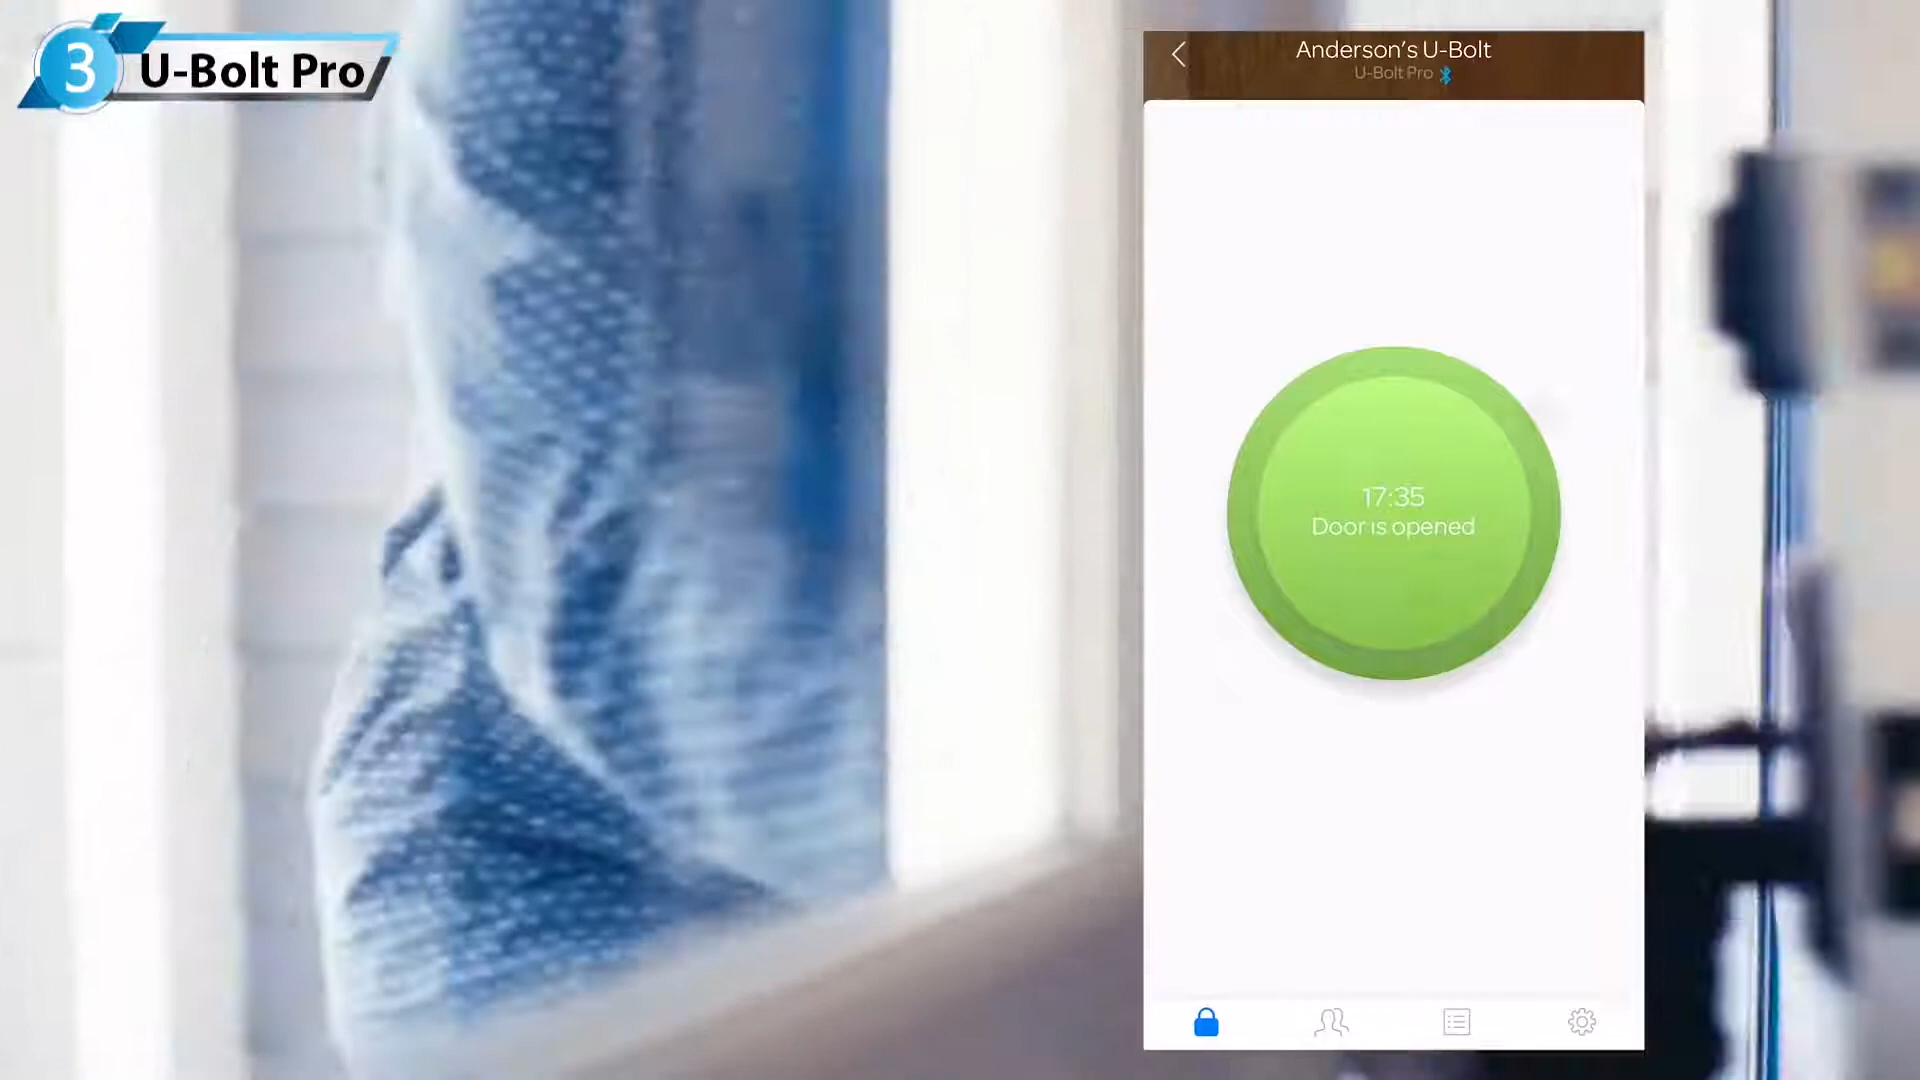 3
U-Bolt Pro
Anderson's U-Bolt
U-Bolt Pro
17:35
Door is opened